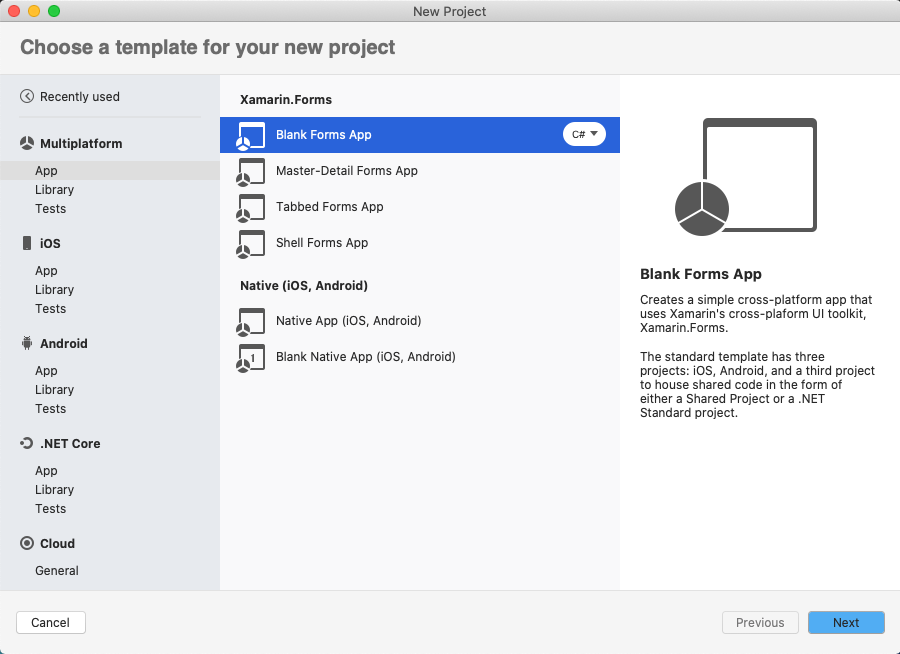 New Project
Choose a template for your new project
Recently used
Multiplatform
App
Library
Tests
iOS
App
Library
Tests
Android
App
Library
Tests
.NET Core
App
Library
Tests
Cloud
General
Xamarin.Forms
Blank Forms App
C#
Master-Detail Forms App
Tabbed Forms App
Shell Forms App
Native (iOS, Android)
Native App (iOS, Android)
1
Blank Native App (iOS, Android)
Blank Forms App
Creates a simple cross-platform app that
uses Xamarin's cross-plaform UI toolkit,
Xamarin.Forms.
The standard template has three
projects: iOS, Android, and a third project
to house shared code in the form of
either a Shared Project or a .NET
Standard project.
Cancel
Previous
Next